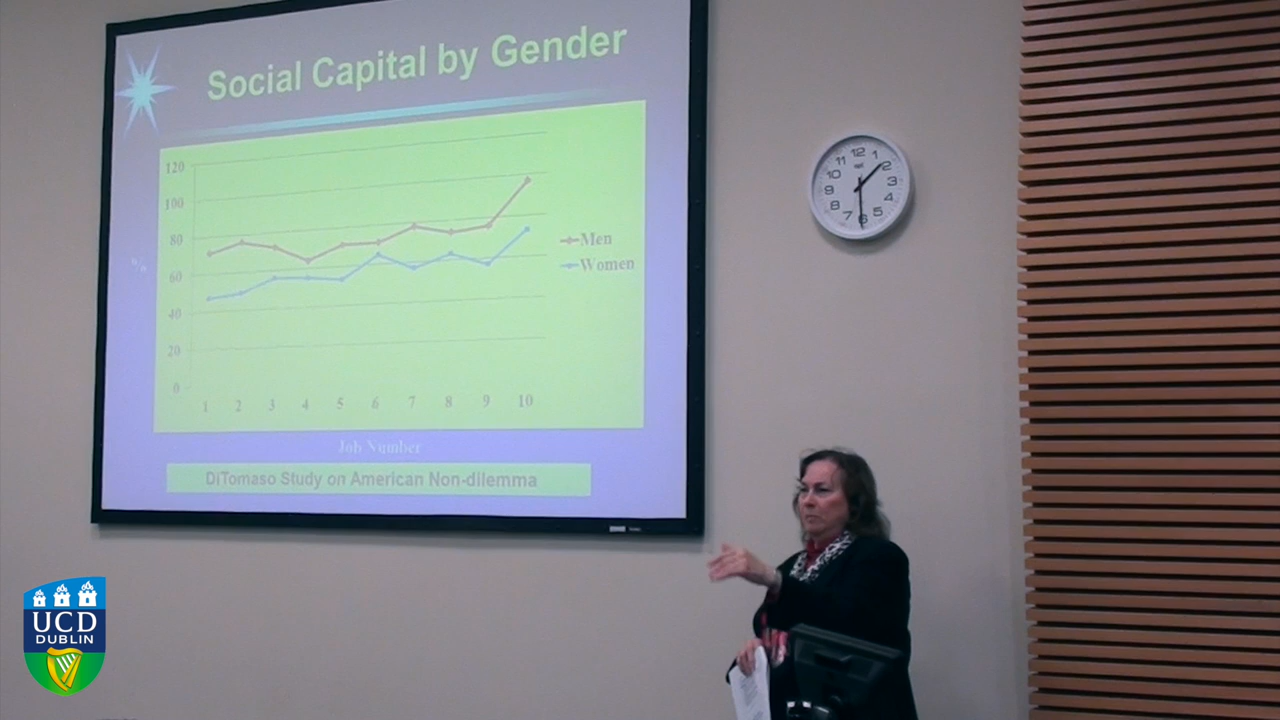 Social Capital by Gender
120
100
80
60
40
20
0
%
1 2 3 4 5 6 7 8 9 10
Men
Women
Job Number
DiTomaso Study on American Non-dilemma
12
1
2
3
4
5
6
7
8
9
10
11
UCD
DUBLIN